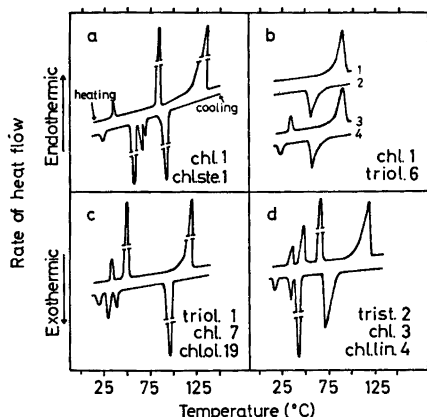 a
heating
cooling
chl. 1
chl.ste. 1
b
1
2
3
4
chl. 1
triol. 6
c
triol. 1
chl. 7
chl.ol. 19
d
trist. 2
chl. 3
chl.lin. 4
Rate of heat flow
Endothermic
Exothermic
25 75 125
25 75 125
Temperature (°C)